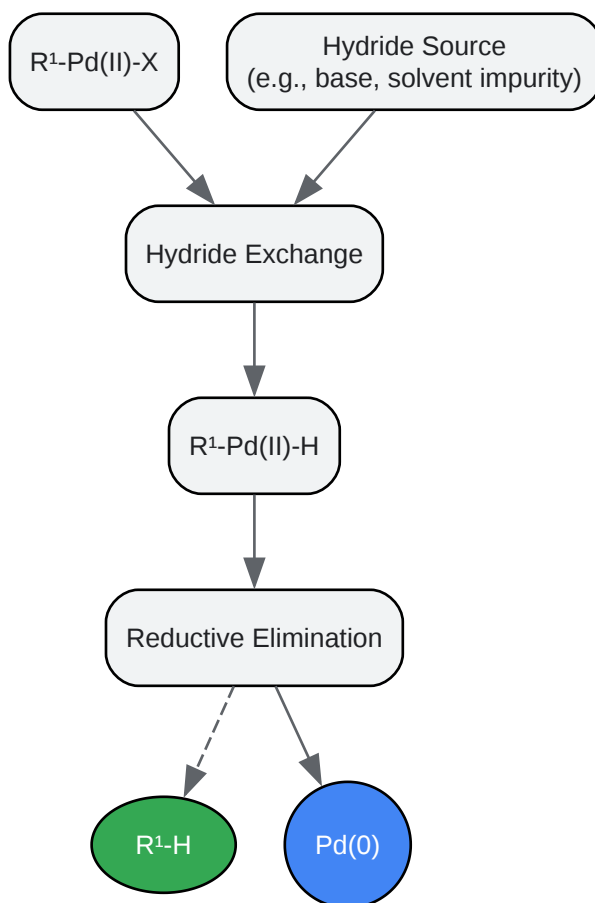 R¹-Pd(II)-X
Hydride Source
(e.g., base, solvent impurity)
Hydride Exchange
R¹-Pd(II)-H
Reductive Elimination
R¹-H
Pd(0)